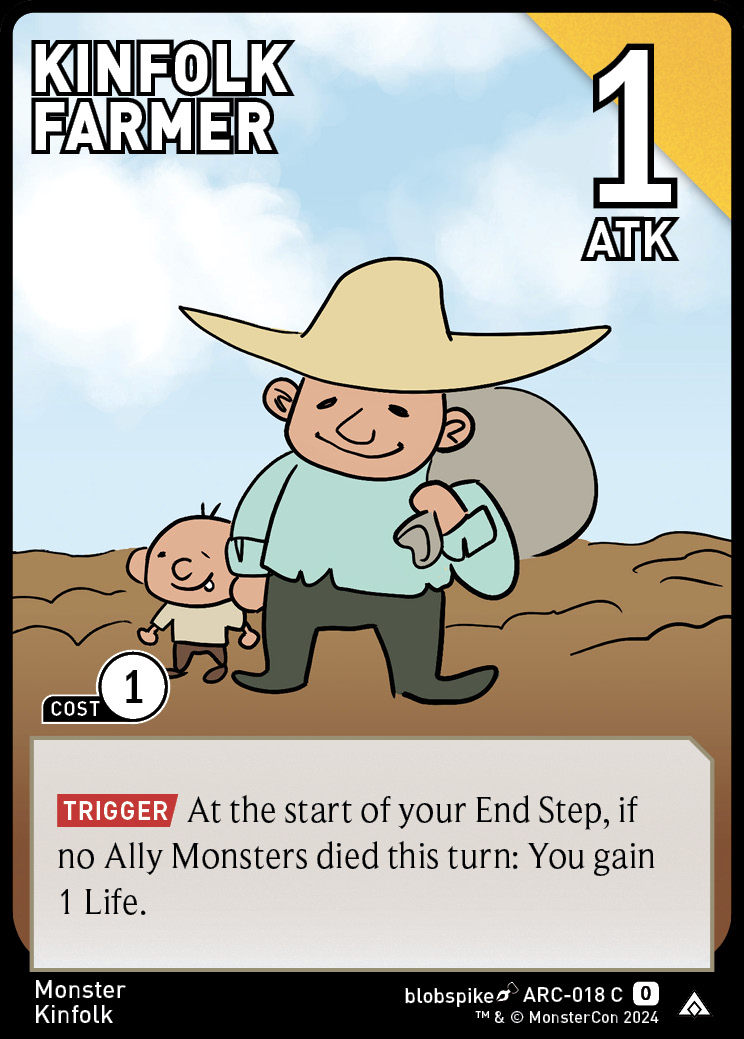 KINFOLK
FARMER
1
ATK
COST 1
TRIGGER At the start of your End Step, if
no Ally Monsters died this turn: You gain
1 Life.
Monster
Kinfolk
blobspike ARC-018 C 0
™ & © MonsterCon 2024